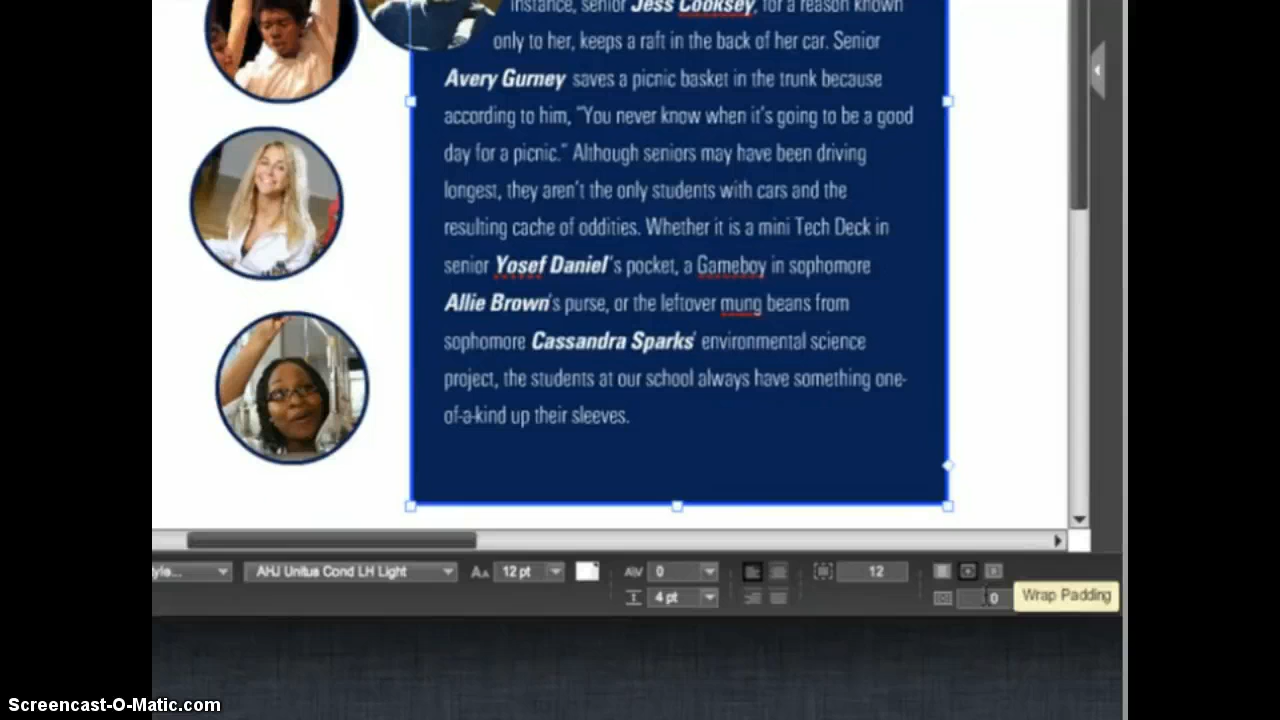 instance, senior Jess Cooksey, for a reason known
only to her, keeps a raft in the back of her car. Senior
Avery Gurney saves a picnic basket in the trunk because
according to him, “You never know when it’s going to be a good
day for a picnic.” Although seniors may have been driving
longest, they aren’t the only students with cars and the
resulting cache of oddities. Whether it is a mini Tech Deck in
senior Yosef Daniel’s pocket, a Gameboy in sophomore
Allie Brown’s purse, or the leftover mung beans from
sophomore Cassandra Sparks’ environmental science
project, the students at our school always have something one-
of-a-kind up their sleeves.
yle... AHJ Unitus Cond LH Light AA 12 pt AV 0 12
4 pt 0 Wrap Padding
Screencast-O-Matic.com